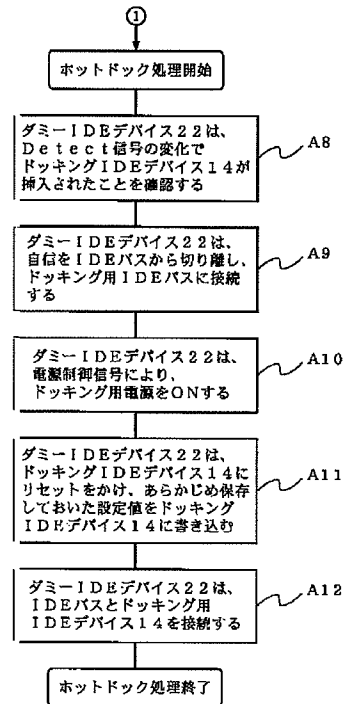 ①
ホットドック処理開始
ダミーIDEデバイス22は、
Detect信号の変化で
ドッキングIDEデバイス14が
挿入されたことを確認する
A8
ダミーIDEデバイス22は、
自信をIDEバスから切り離し、
ドッキング用IDEバスに接続
する
A9
ダミーIDEデバイス22は、
電源制御信号により、
ドッキング用電源をONする
A10
ダミーIDEデバイス22は、
ドッキングIDEデバイス14に
リセットをかけ、あらかじめ保存
しておいた設定値をドッキング
IDEデバイス14に書き込む
A11
ダミーIDEデバイス22は、
IDEバスとドッキング用
IDEデバイス14を接続する
A12
ホットドック処理終了